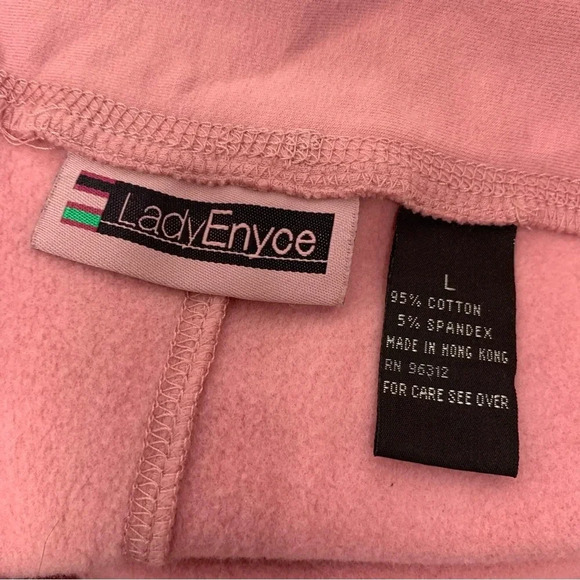 LadyEnyce
L
95% COTTON
5% SPANDEX
MADE IN HONG KONG
RN 96312
FOR CARE SEE OVER